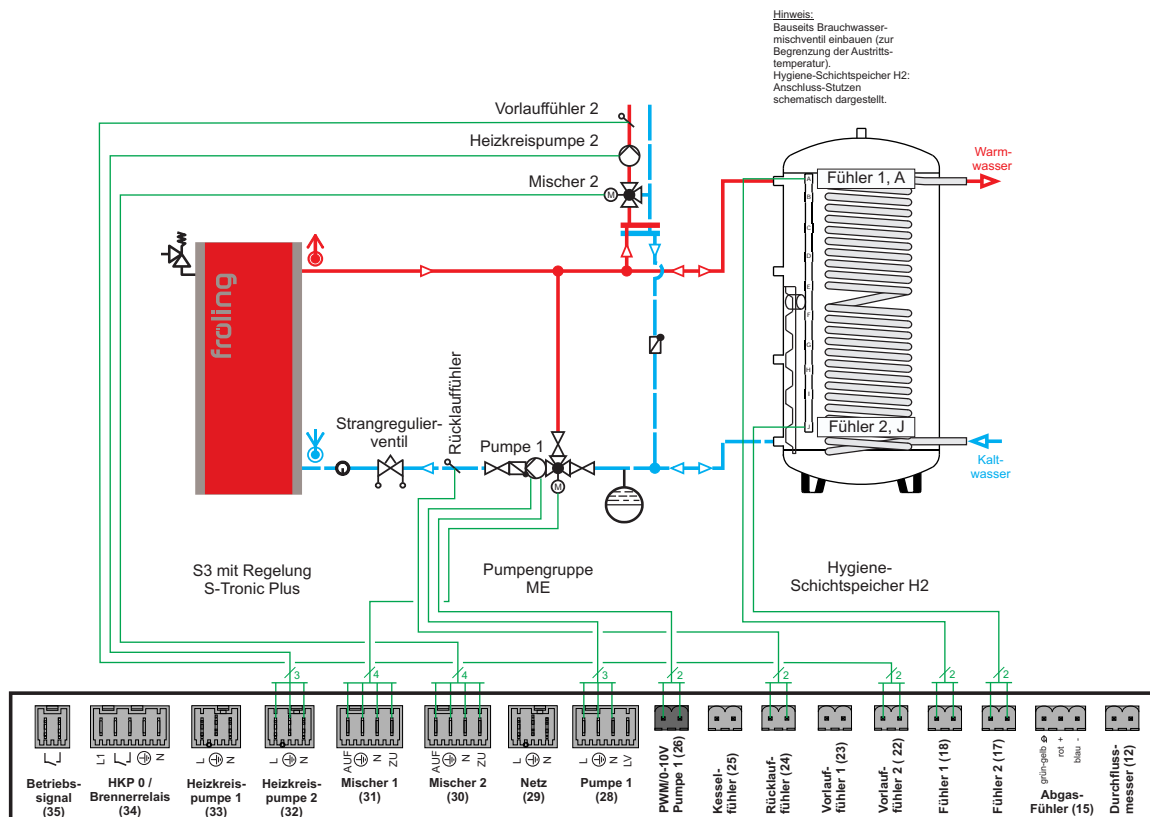 Hinweis:
Bauseits Brauchwasser-
mischventil einbauen (zur
Begrenzung der Austritts-
temperatur).
Hygiene-Schichtspeicher H2:
Anschluss-Stutzen
schematisch dargestellt.
Vorlauffühler 2
Heizkreispumpe 2
Mischer 2
M
Warm-
wasser
Fühler 1, A
A
B
C
D
E
F
G
H
I
J
Fühler 2, J
Kalt-
wasser
fröling
Strangregulier-
ventil
Rücklauffühler
Pumpe 1
M
S3 mit Regelung
S-Tronic Plus
Pumpengruppe
ME
Hygiene-
Schichtspeicher H2
3
4
4
3
2
2
2
2
2
L1
N
L
N
L
N
AUF
N
ZU
AUF
N
ZU
L
N
L
N
LV
grün-gelb
rot +
blau -
Betriebs-
signal
(35)
HKP 0 /
Brennerrelais
(34)
Heizkreis-
pumpe 1
(33)
Heizkreis-
pumpe 2
(32)
Mischer 1
(31)
Mischer 2
(30)
Netz
(29)
Pumpe 1
(28)
PWM/0-10V
Pumpe 1 (26)
Kessel-
fühler (25)
Rücklauf-
fühler (24)
Vorlauf-
fühler 1 (23)
Vorlauf-
fühler 2 (22)
Fühler 1 (18)
Fühler 2 (17)
Abgas-
Fühler (15)
Durchfluss-
messer (12)